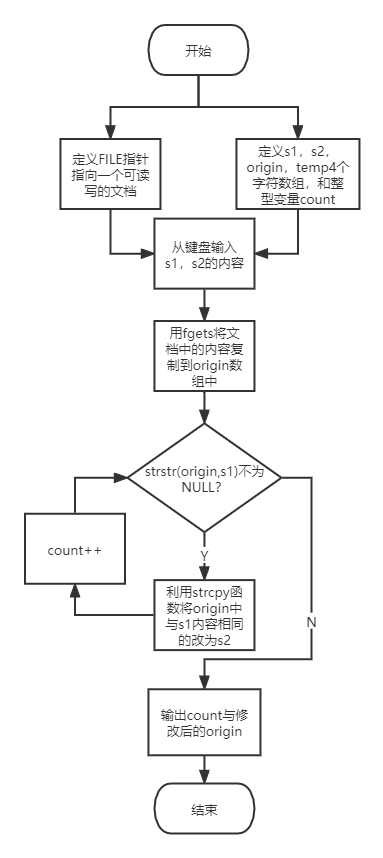 开始
定义FILE指针
指向一个可读
写的文档
定义s1，s2，
origin，temp4个
字符数组，和整
型变量count
从键盘输入
s1，s2的内容
用fgets将文
档中的内容复
制到origin数
组中
strstr(origin,s1)不为
NULL？
count++
Y
利用strcpy函
数将origin中
与s1内容相同
的改为s2
N
输出count与修
改后的origin
结束